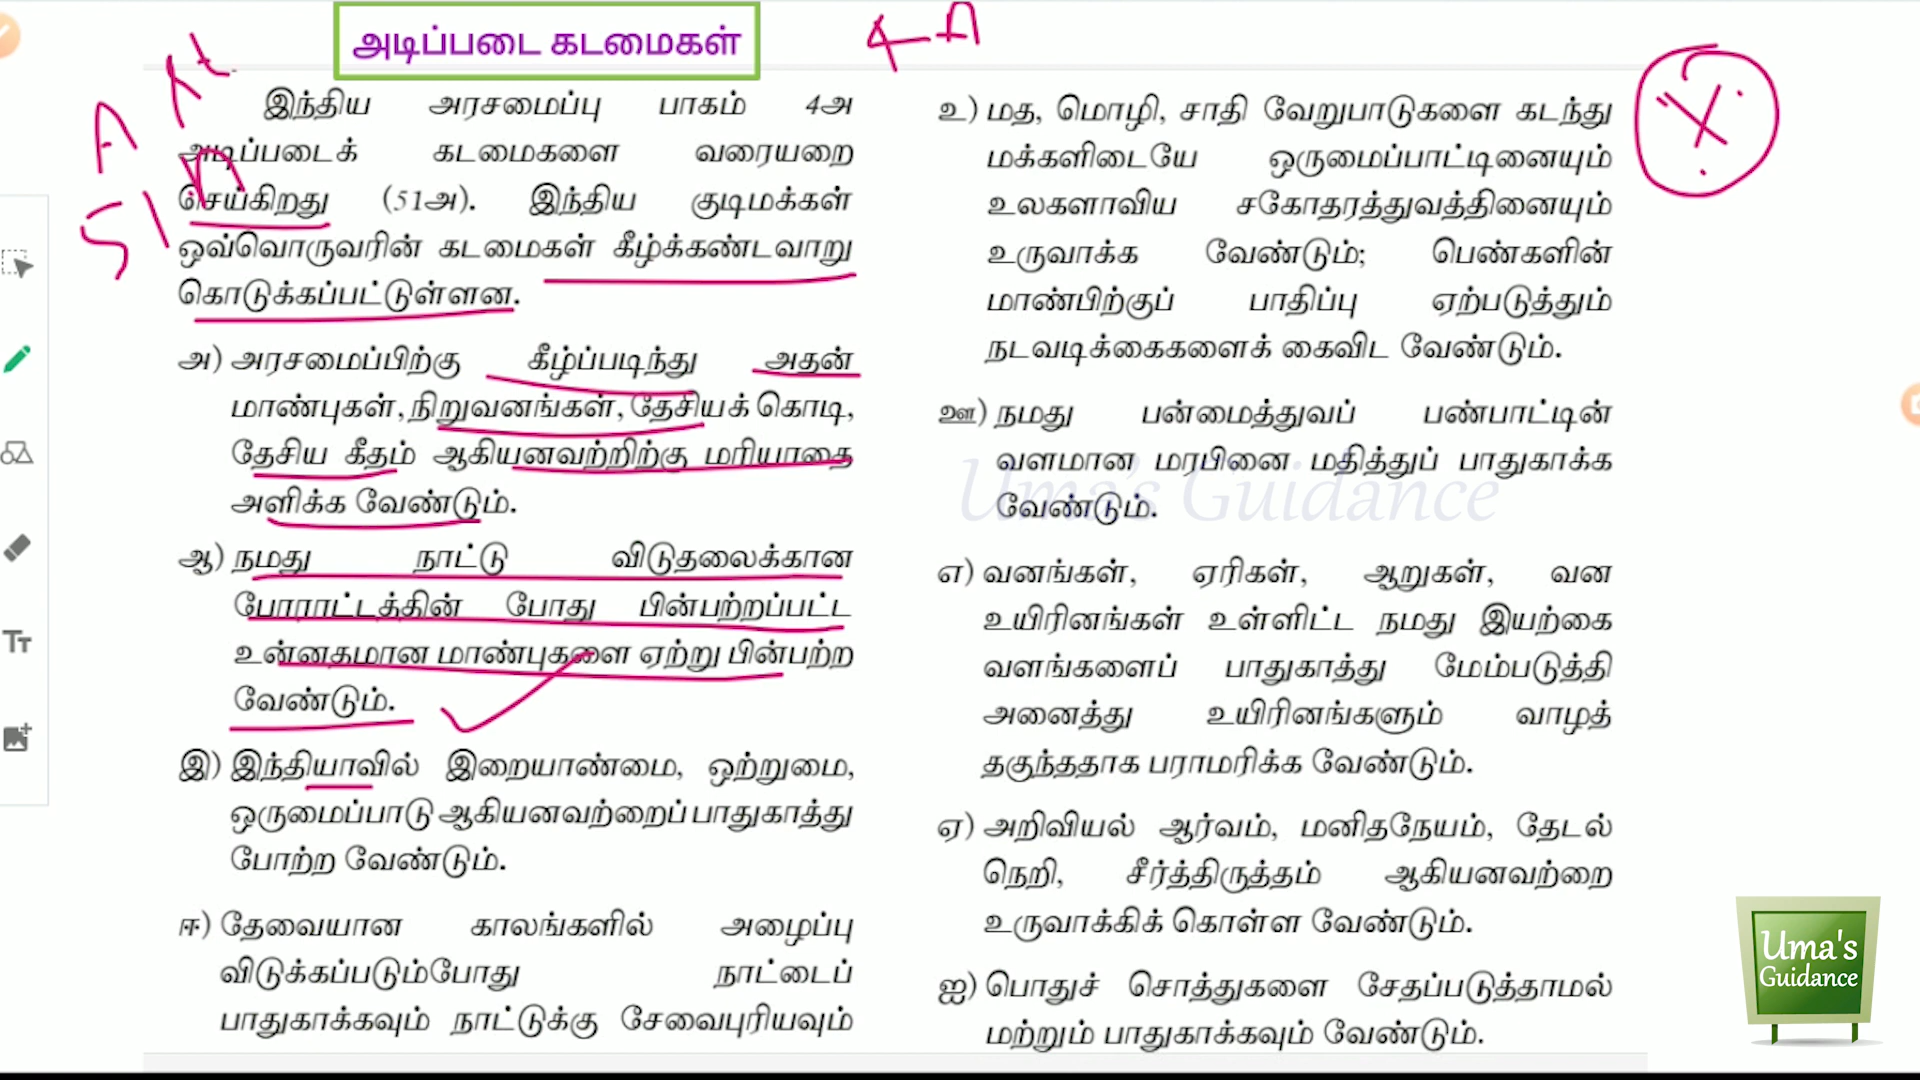 அடிப்படை கடமைகள்
4A
Art
A
51A
இந்திய அரசமைப்பு பாகம் 4அ
அடிப்படைக் கடமைகளை வரையறை
செய்கிறது (51அ). இந்திய குடிமக்கள்
ஒவ்வொருவரின் கடமைகள் கீழ்க்கண்டவாறு
கொடுக்கப்பட்டுள்ளன.
அ) அரசமைப்பிற்கு கீழ்ப்படிந்து அதன்
மாண்புகள், நிறுவனங்கள், தேசியக் கொடி,
தேசிய கீதம் ஆகியனவற்றிற்கு மரியாதை
அளிக்க வேண்டும்.
ஆ) நமது நாட்டு விடுதலைக்கான
போராட்டத்தின் போது பின்பற்றப்பட்ட
உன்னதமான மாண்புகளை ஏற்று பின்பற்ற
வேண்டும்.
இ) இந்தியாவில் இறையாண்மை, ஒற்றுமை,
ஒருமைப்பாடு ஆகியனவற்றைப் பாதுகாத்து
போற்ற வேண்டும்.
ஈ) தேவையான காலங்களில் அழைப்பு
விடுக்கப்படும்போது நாட்டைப்
பாதுகாக்கவும் நாட்டுக்கு சேவைபுரியவும்
உ) மத, மொழி, சாதி வேறுபாடுகளை கடந்து
மக்களிடையே ஒருமைப்பாட்டினையும்
உலகளாவிய சகோதரத்துவத்தினையும்
உருவாக்க வேண்டும்; பெண்களின்
மாண்பிற்குப் பாதிப்பு ஏற்படுத்தும்
நடவடிக்கைகளைக் கைவிட வேண்டும்.
ஊ) நமது பன்மைத்துவப் பண்பாட்டின்
வளமான மரபினை மதித்துப் பாதுகாக்க
வேண்டும்.
Uma's Guidance
எ) வனங்கள், ஏரிகள், ஆறுகள், வன
உயிரினங்கள் உள்ளிட்ட நமது இயற்கை
வளங்களைப் பாதுகாத்து மேம்படுத்தி
அனைத்து உயிரினங்களும் வாழத்
தகுந்ததாக பராமரிக்க வேண்டும்.
ஏ) அறிவியல் ஆர்வம், மனிதநேயம், தேடல்
நெறி, சீர்த்திருத்தம் ஆகியனவற்றை
உருவாக்கிக் கொள்ள வேண்டும்.
ஐ) பொதுச் சொத்துகளை சேதப்படுத்தாமல்
மற்றும் பாதுகாக்கவும் வேண்டும்.
Uma's
Guidance